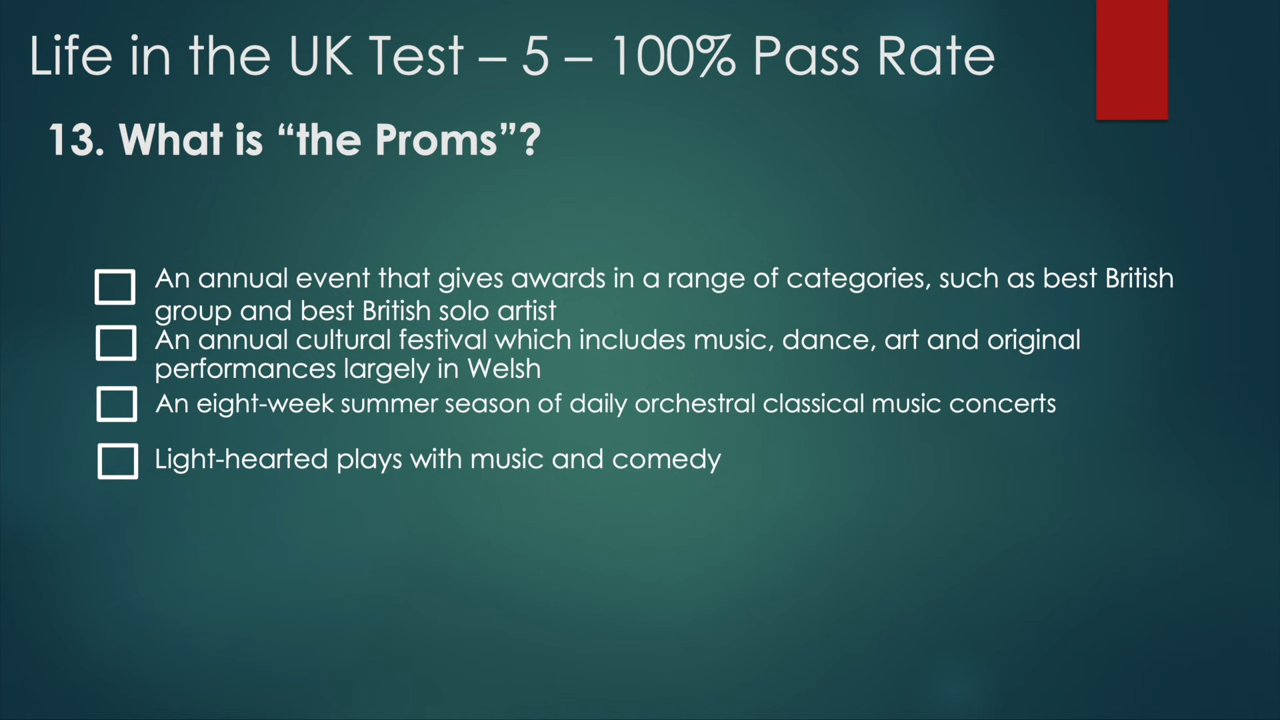 Life in the UK Test – 5 – 100% Pass Rate
13. What is “the Proms”?
An annual event that gives awards in a range of categories, such as best British
group and best British solo artist
An annual cultural festival which includes music, dance, art and original
performances largely in Welsh
An eight-week summer season of daily orchestral classical music concerts
Light-hearted plays with music and comedy